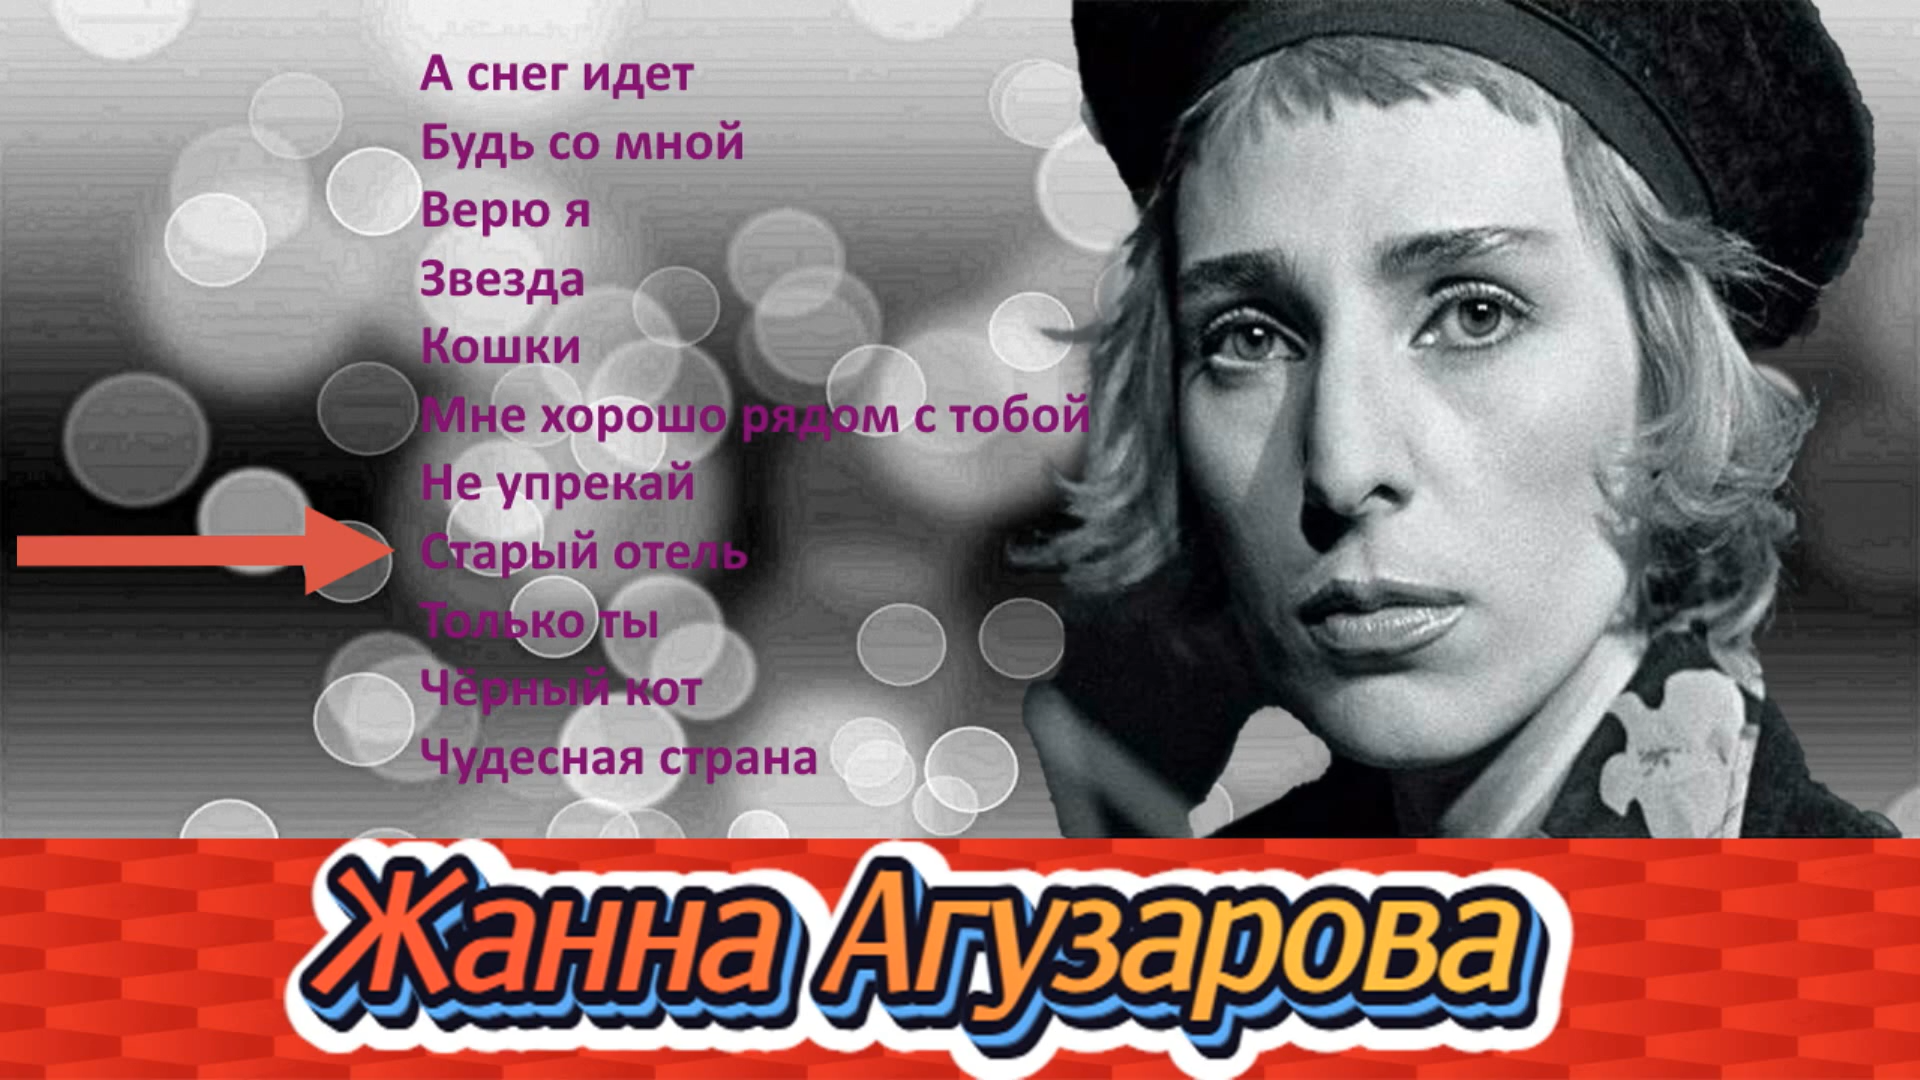 А снег идет
Будь со мной
Верю я
Звезда
Кошки
Мне хорошо рядом с тобой
Не упрекай
Старый отель
Только ты
Чёрный кот
Чудесная страна
Жанна Агузарова